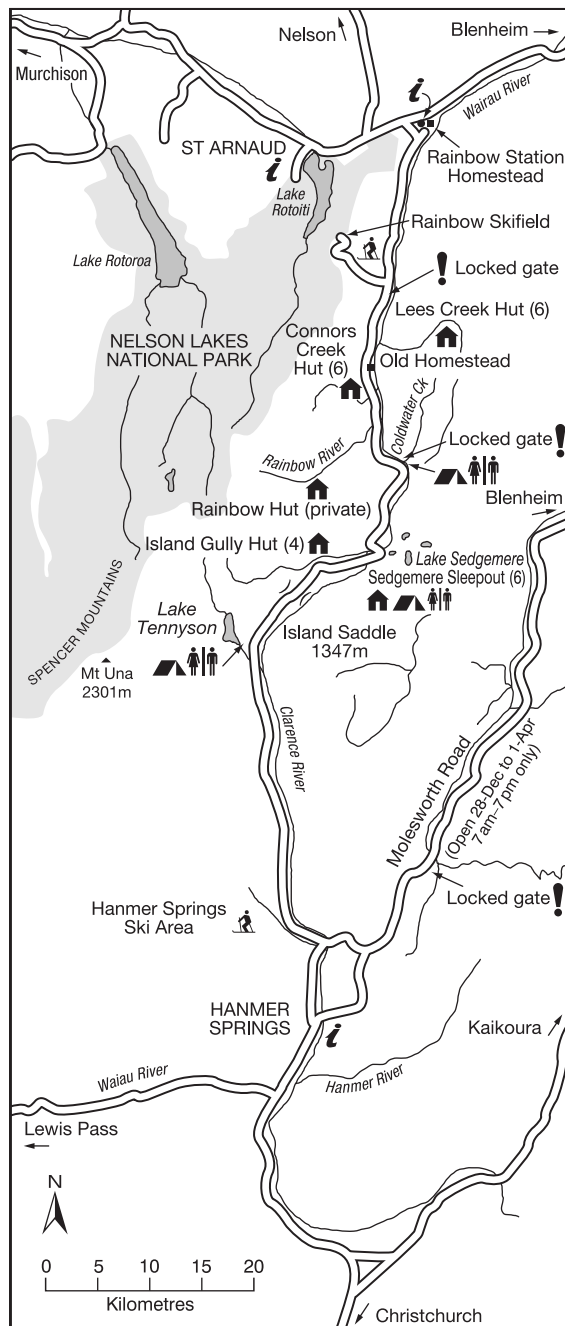 Nelson
Blenheim
Murchison
Wairau River
i
ST ARNAUD
i
Lake
Rotoiti
Rainbow Station
Homestead
Rainbow Skifield
Lake Rotoroa
! Locked gate
Lees Creek Hut (6)
NELSON LAKES
NATIONAL PARK
Connors
Creek
Hut (6)
Old Homestead
Coldwater Ck
Locked gate !
Rainbow River
Blenheim
Rainbow Hut (private)
Island Gully Hut (4)
Lake Sedgemere
Sedgemere Sleepout (6)
SPENCER MOUNTAINS
Lake
Tennyson
Island Saddle
1347m
Mt Una
2301m
Clarence River
Molesworth Road
(Open 28-Dec to 1-Apr
7am–7pm only)
Locked gate !
Hanmer Springs
Ski Area
HANMER
SPRINGS
i
Kaikoura
Waiau River
Hanmer River
Lewis Pass
N
0 5 10 15 20
Kilometres
Christchurch